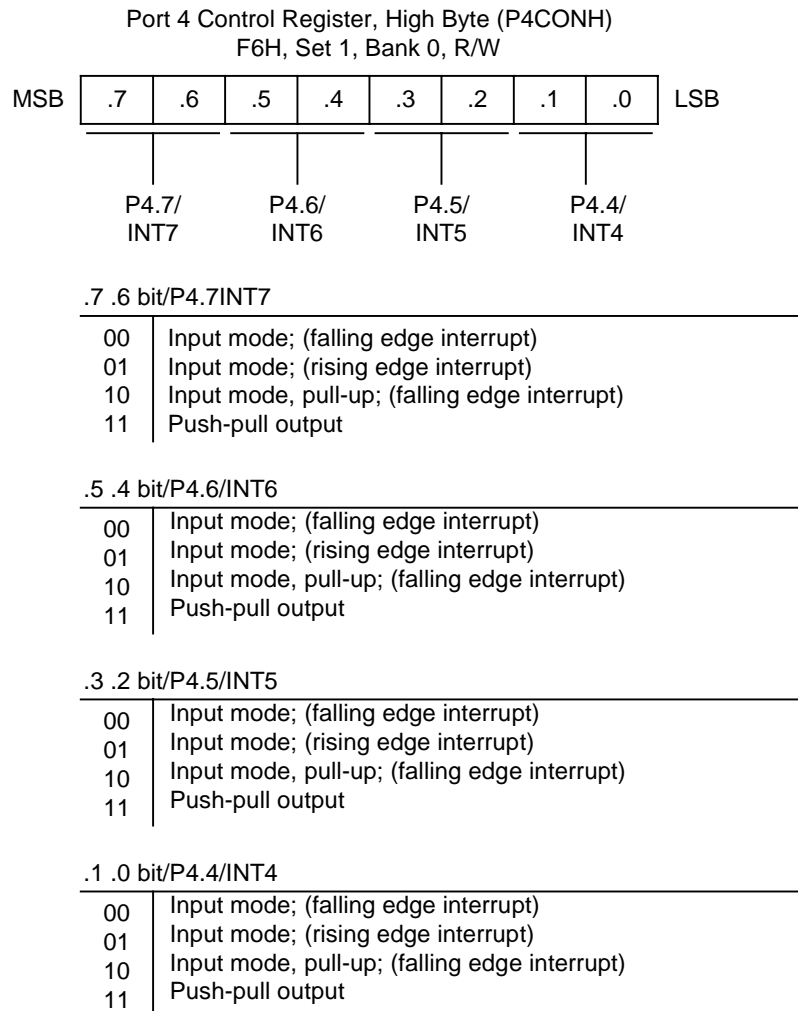 Port 4 Control Register, High Byte (P4CONH)
F6H, Set 1, Bank 0, R/W
MSB .7 .6 .5 .4 .3 .2 .1 .0 LSB
P4.7/ P4.6/ P4.5/ P4.4/
INT7 INT6 INT5 INT4
.7 .6 bit/P4.7INT7
00 Input mode; (falling edge interrupt)
01 Input mode; (rising edge interrupt)
10 Input mode, pull-up; (falling edge interrupt)
11 Push-pull output
.5 .4 bit/P4.6/INT6
00 Input mode; (falling edge interrupt)
01 Input mode; (rising edge interrupt)
10 Input mode, pull-up; (falling edge interrupt)
11 Push-pull output
.3 .2 bit/P4.5/INT5
00 Input mode; (falling edge interrupt)
01 Input mode; (rising edge interrupt)
10 Input mode, pull-up; (falling edge interrupt)
11 Push-pull output
.1 .0 bit/P4.4/INT4
00 Input mode; (falling edge interrupt)
01 Input mode; (rising edge interrupt)
10 Input mode, pull-up; (falling edge interrupt)
11 Push-pull output